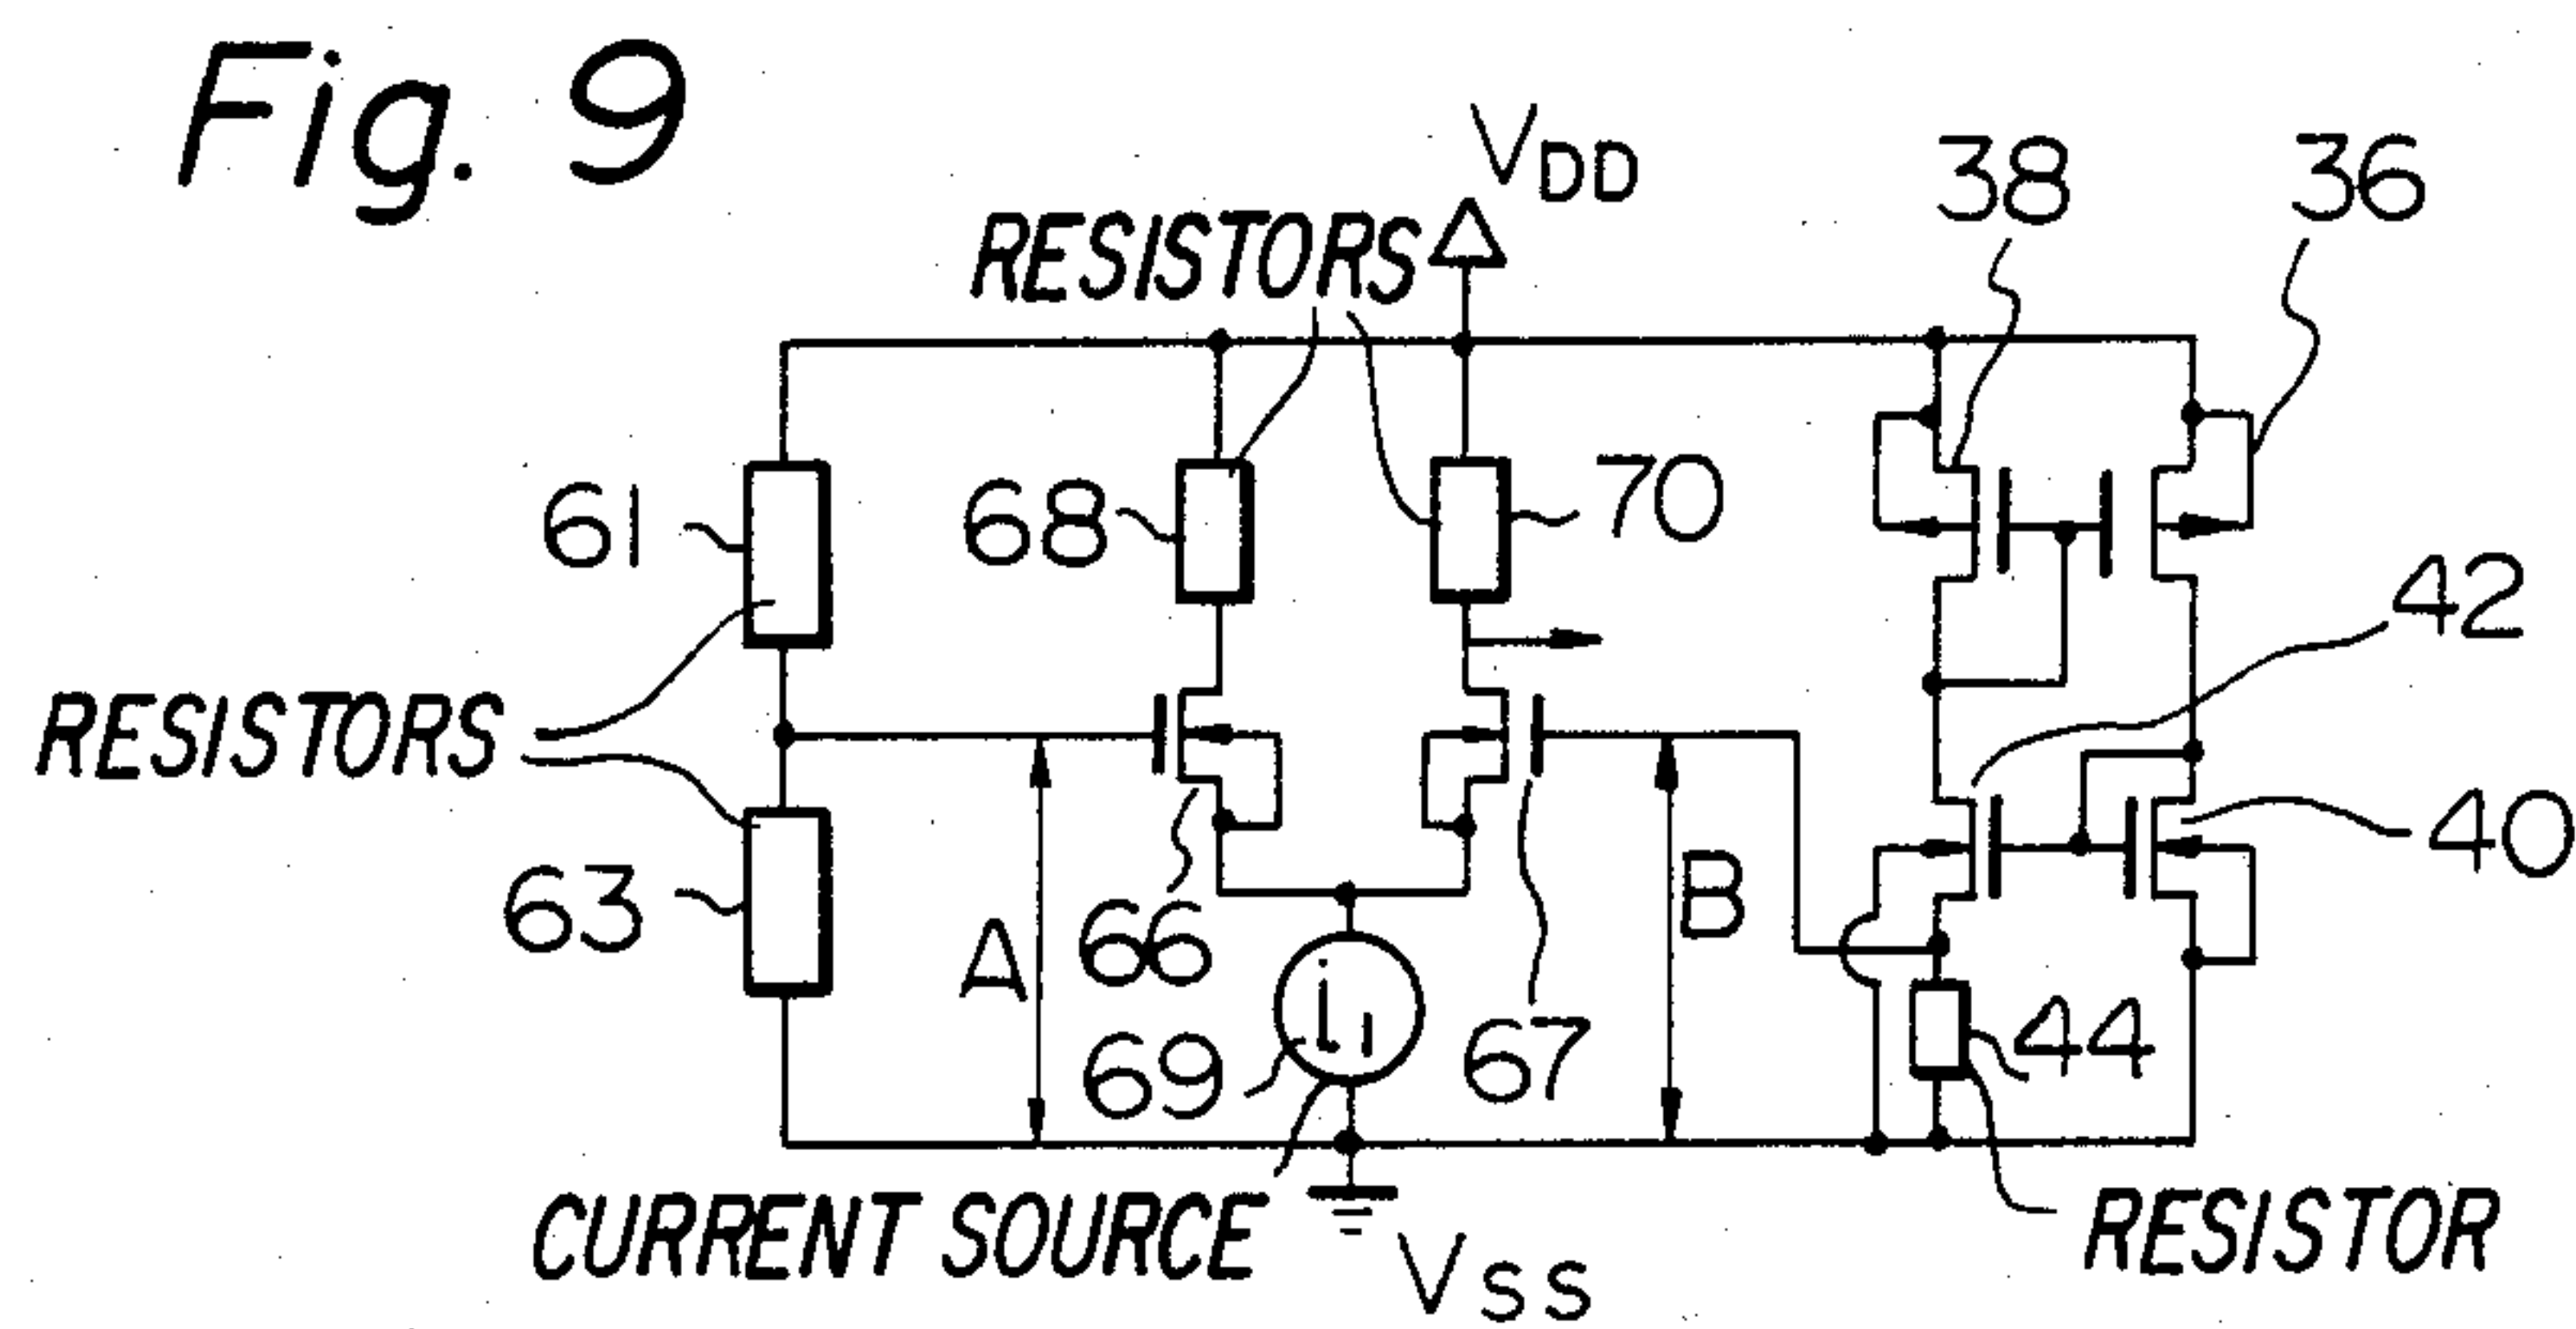 Fig. 9
VDD
38
36
RESISTORS
61
68
70
42
RESISTORS
63
A
66
B
40
69
i1
67
44
CURRENT SOURCE
VSS
RESISTOR